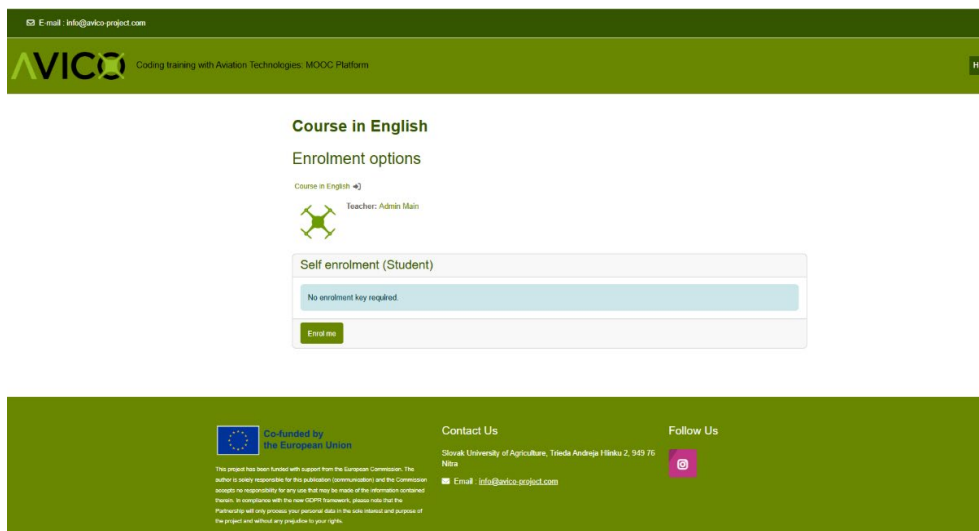 E-mail : info@avico-project.com
AVICO
Coding training with Aviation Technologies: MOOC Platform
H
Course in English
Enrolment options
Course in English
Teacher: Admin Main
Self enrolment (Student)
No enrolment key required.
Enrol me
Co-funded by
the European Union
This project has been funded with support from the European Commission. The
author is solely responsible for this publication (communication) and the Commission
accepts no responsibility for any use that may be made of the information contained
therein. In compliance with the new GDPR framework, please note that the
Partnership will only process your personal data in the sole interest and purpose of
the project and without any prejudice to your rights.
Contact Us
Slovak University of Agriculture, Trieda Andreja Hlinku 2, 949 76
Nitra
Email : info@avico-project.com
Follow Us